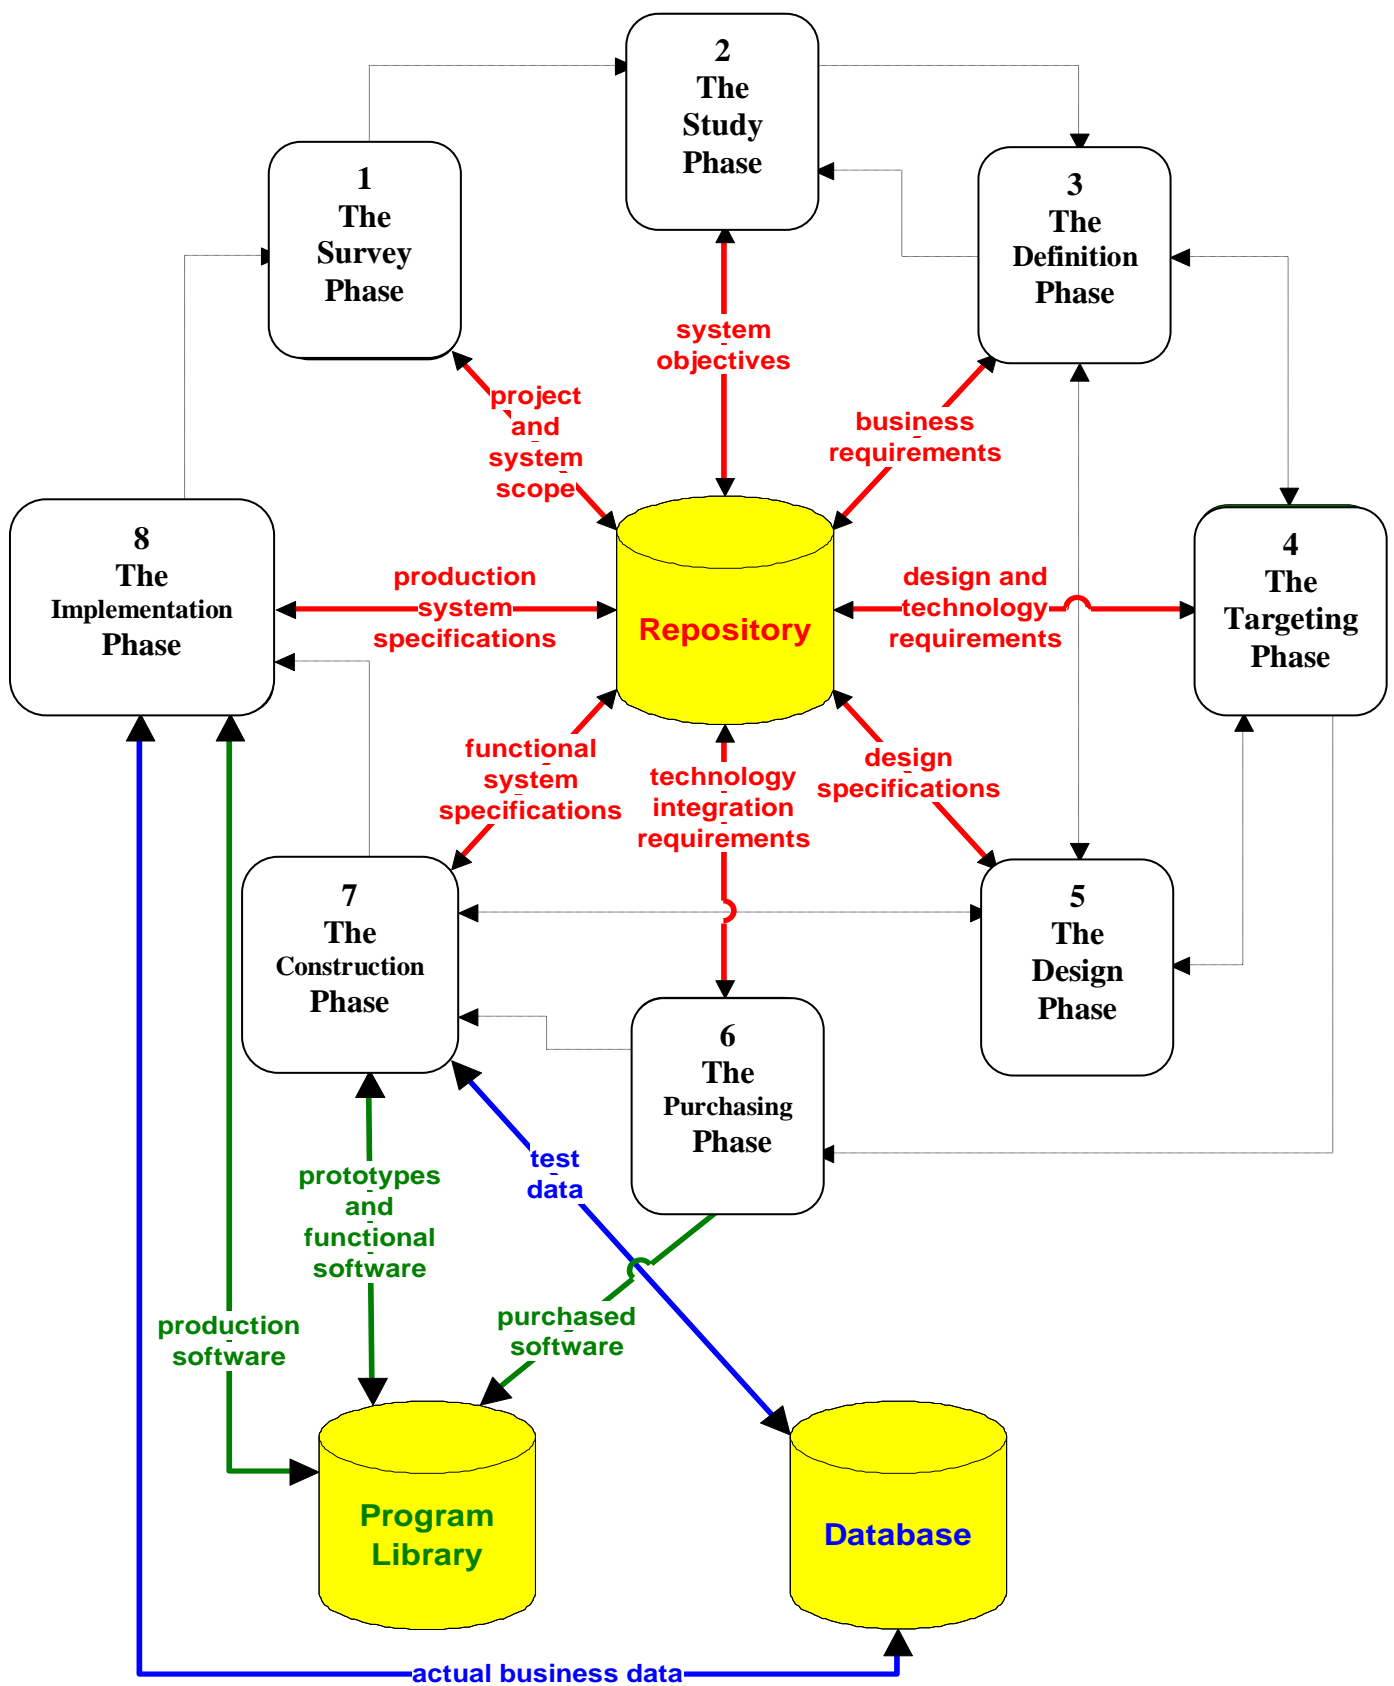 2
The
Study
Phase
1
The
Survey
Phase
3
The
Definition
Phase
system
objectives
project
and
system
scope
business
requirements
8
The
Implementation
Phase
production
system
specifications
Repository
design and
technology
requirements
4
The
Targeting
Phase
functional
system
specifications
technology
integration
requirements
design
specifications
7
The
Construction
Phase
5
The
Design
Phase
6
The
Purchasing
Phase
prototypes
and
functional
software
test
data
production
software
purchased
software
Program
Library
Database
actual business data